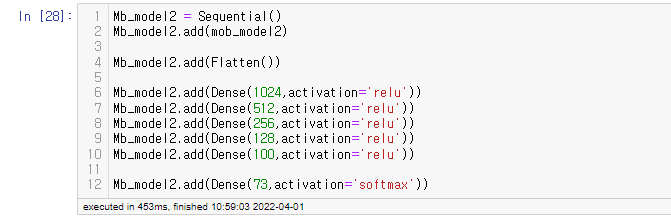 In [28]:
1 Mb_model2 = Sequential()
2 Mb_model2.add(mob_model2)
3
4 Mb_model2.add(Flatten())
5
6 Mb_model2.add(Dense(1024,activation='relu'))
7 Mb_model2.add(Dense(512,activation='relu'))
8 Mb_model2.add(Dense(256,activation='relu'))
9 Mb_model2.add(Dense(128,activation='relu'))
10 Mb_model2.add(Dense(100,activation='relu'))
11
12 Mb_model2.add(Dense(73,activation='softmax'))
executed in 453ms, finished 10:59:03 2022-04-01